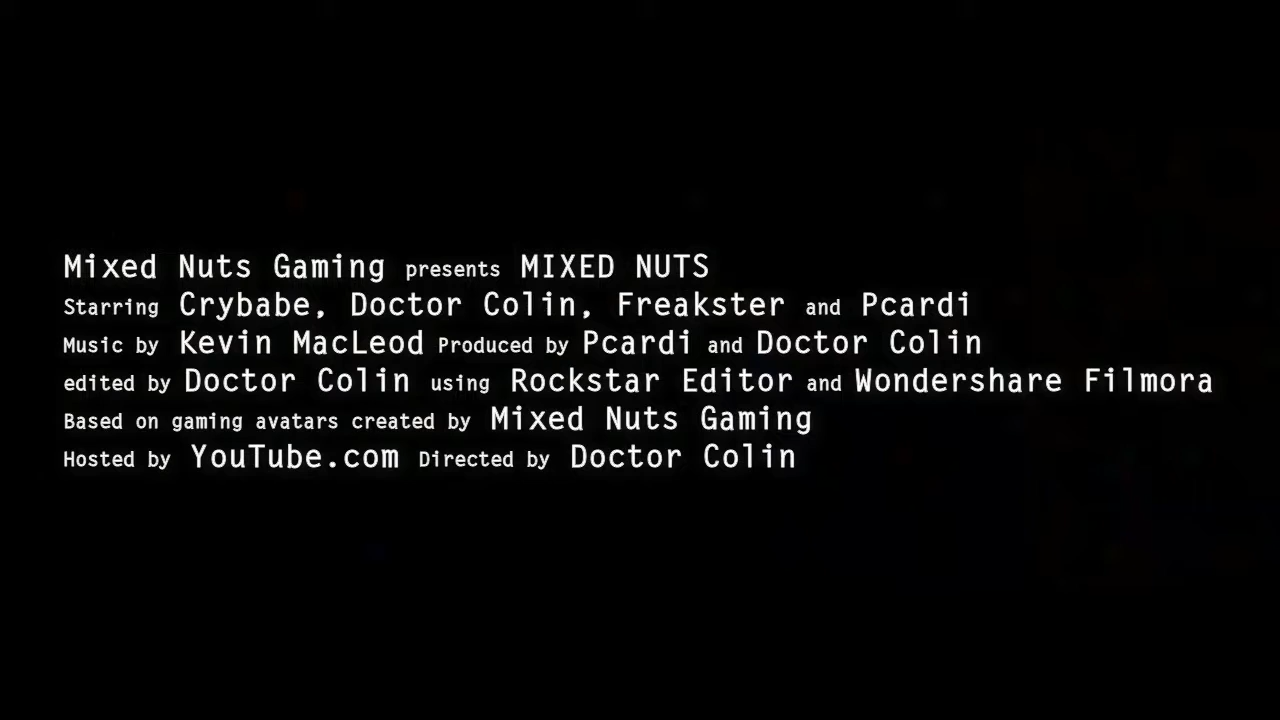 Mixed Nuts Gaming presents MIXED NUTS
Starring Crybabe, Doctor Colin, Freakster and Pcardi
Music by Kevin MacLeod Produced by Pcardi and Doctor Colin
edited by Doctor Colin using Rockstar Editor and Wondershare Filmora
Based on gaming avatars created by Mixed Nuts Gaming
Hosted by YouTube.com Directed by Doctor Colin